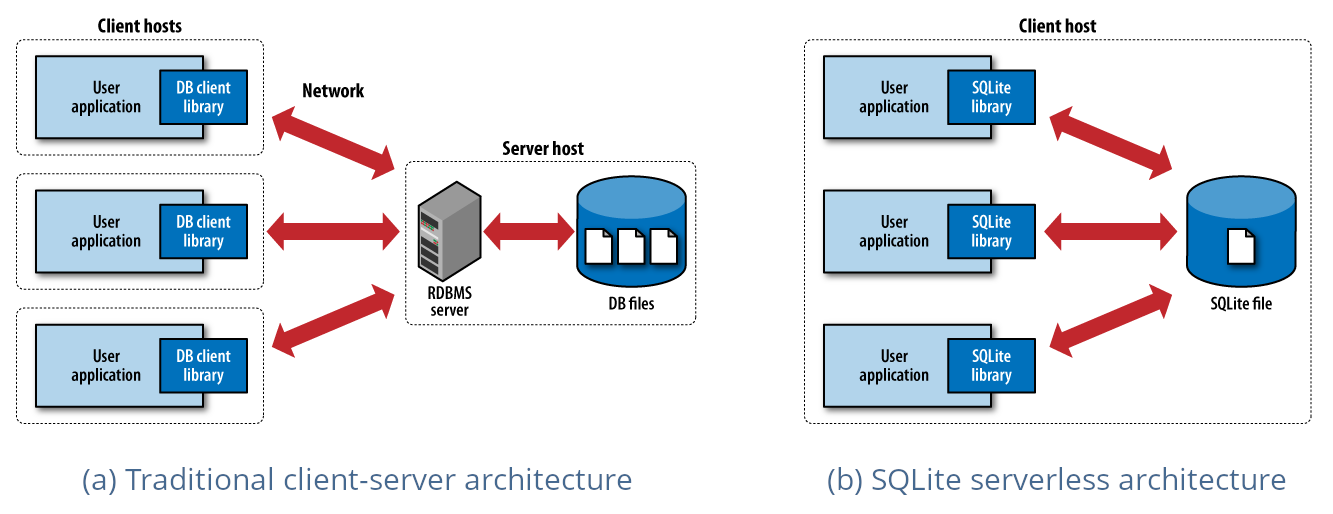 Client hosts
User
application
DB client
library
Network
User
application
DB client
library
User
application
DB client
library
Server host
RDBMS
server
DB files
(a) Traditional client-server architecture
Client host
User
application
SQLite
library
User
application
SQLite
library
User
application
SQLite
library
SQLite file
(b) SQLite serverless architecture